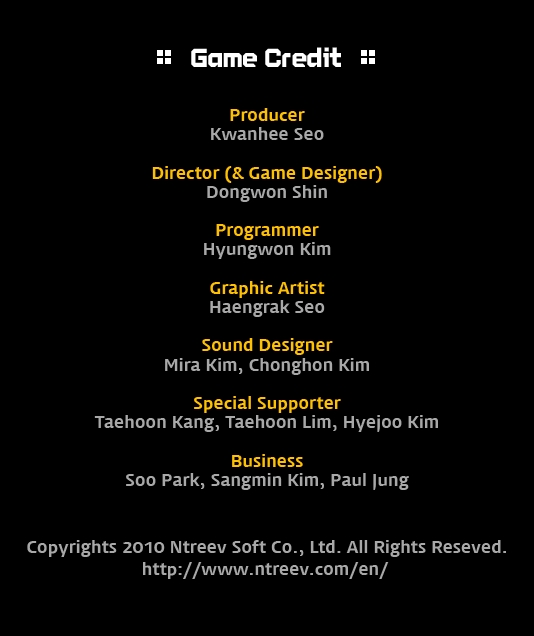 Game Credit
Producer
Kwanhee Seo
Director (& Game Designer)
Dongwon Shin
Programmer
Hyungwon Kim
Graphic Artist
Haengrak Seo
Sound Designer
Mira Kim, Chonghon Kim
Special Supporter
Taehoon Kang, Taehoon Lim, Hyejoo Kim
Business
Soo Park, Sangmin Kim, Paul Jung
Copyrights 2010 Ntreev Soft Co., Ltd. All Rights Reseved.
http://www.ntreev.com/en/